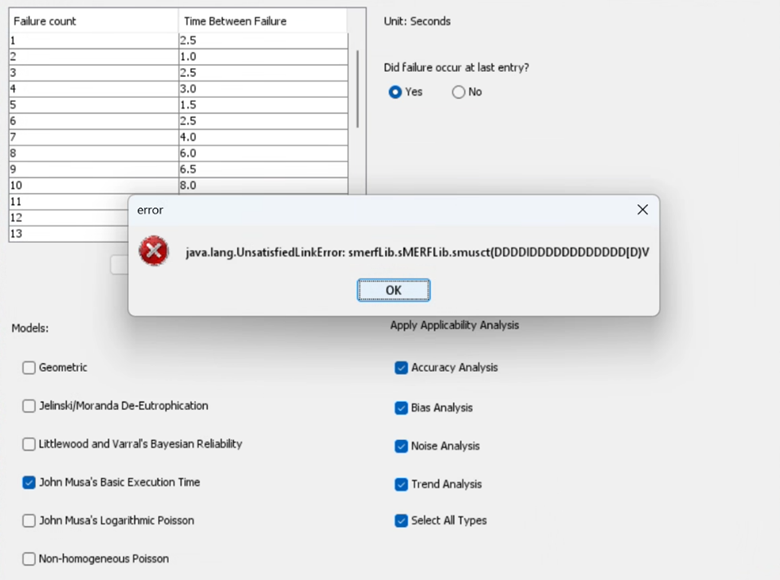 Failure count Time Between Failure
1 2.5
2 1.0
3 2.5
4 3.0
5 1.5
6 2.5
7 4.0
8 6.0
9 6.5
10 8.0
11
12
13
Unit: Seconds
Did failure occur at last entry?
Yes No
error
java.lang.UnsatisfiedLinkError: smerfLib.sMERFLib.smusct(DDDDIDDDDDDDDDDDDD[D)V
OK
Models:
Geometric
Jelinski/Moranda De-Eutrophication
Littlewood and Varral's Bayesian Reliability
John Musa's Basic Execution Time
John Musa's Logarithmic Poisson
Non-homogeneous Poisson
Apply Applicability Analysis
Accuracy Analysis
Bias Analysis
Noise Analysis
Trend Analysis
Select All Types